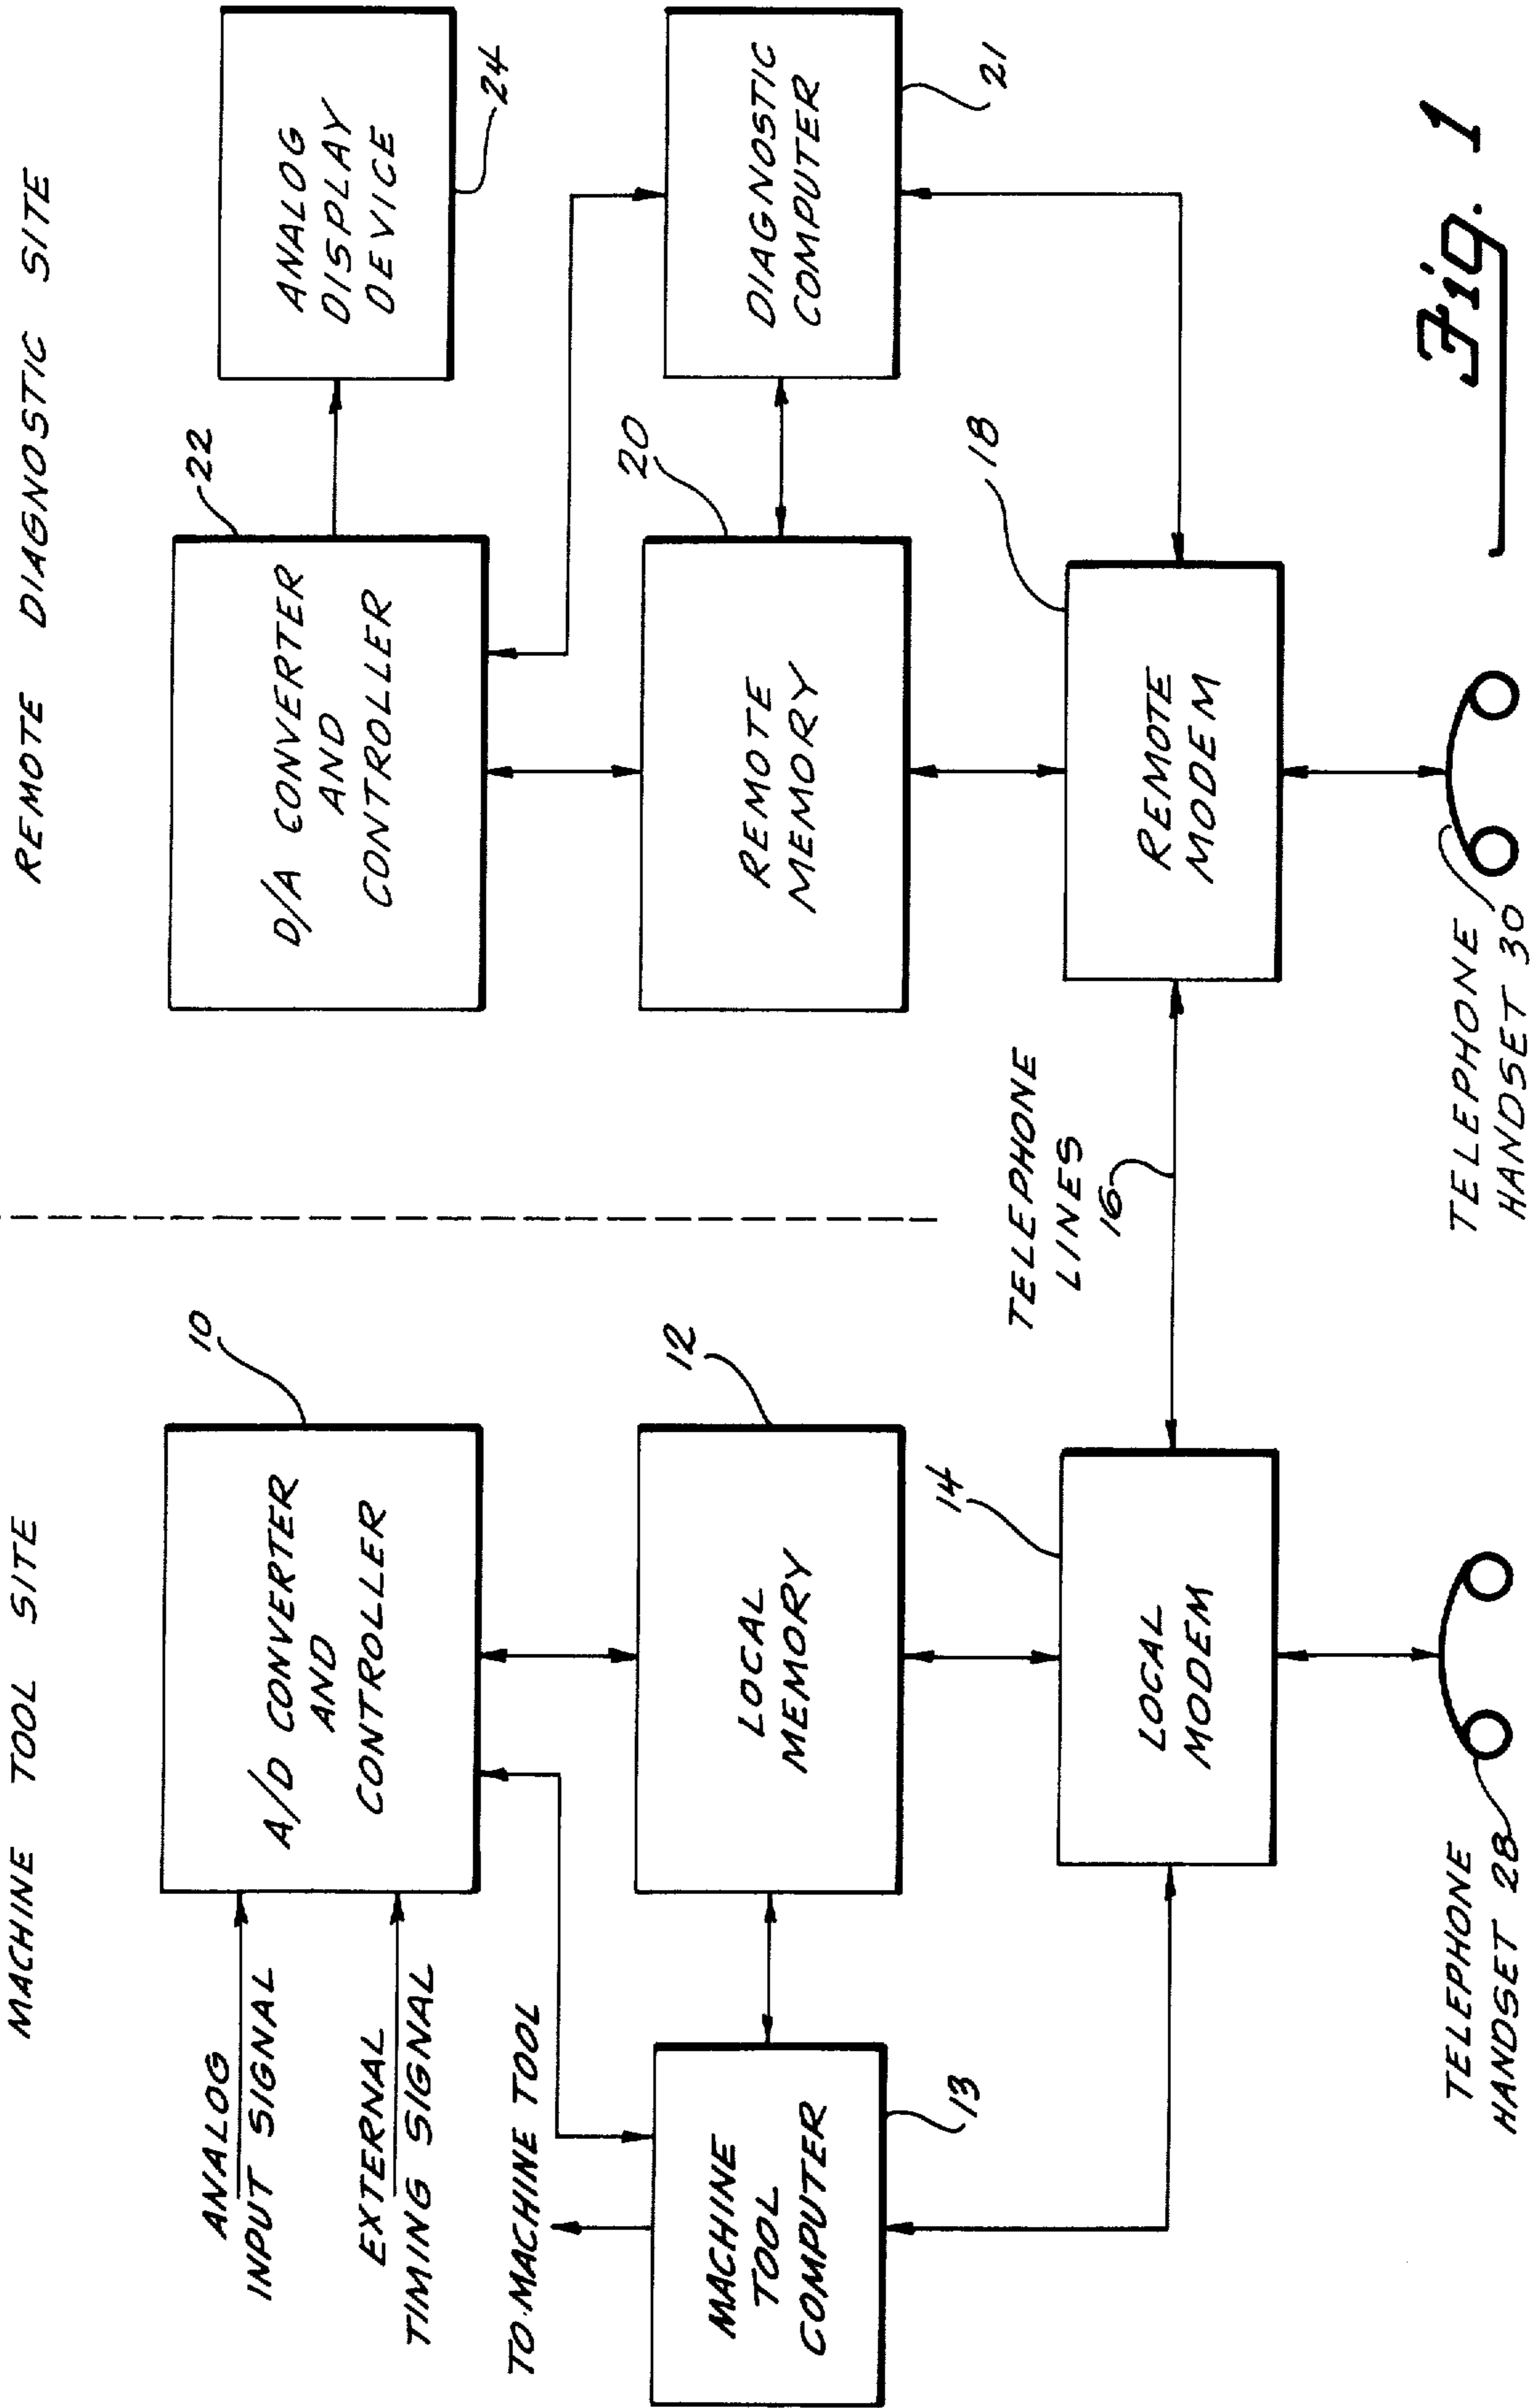 MACHINE TOOL SITE
REMOTE DIAGNOSTIC SITE
ANALOG
INPUT SIGNAL
EXTERNAL
TIMING SIGNAL
TO MACHINE TOOL
A/D CONVERTER
AND
CONTROLLER
10
LOCAL
MEMORY
12
MACHINE
TOOL
COMPUTER
13
LOCAL
MODEM
14
TELEPHONE
HANDSET 28
TELEPHONE
LINES
16
D/A CONVERTER
AND
CONTROLLER
22
ANALOG
DISPLAY
DEVICE
24
REMOTE
MEMORY
20
DIAGNOSTIC
COMPUTER
21
REMOTE
MODEM
18
TELEPHONE
HANDSET 30
Fig. 1